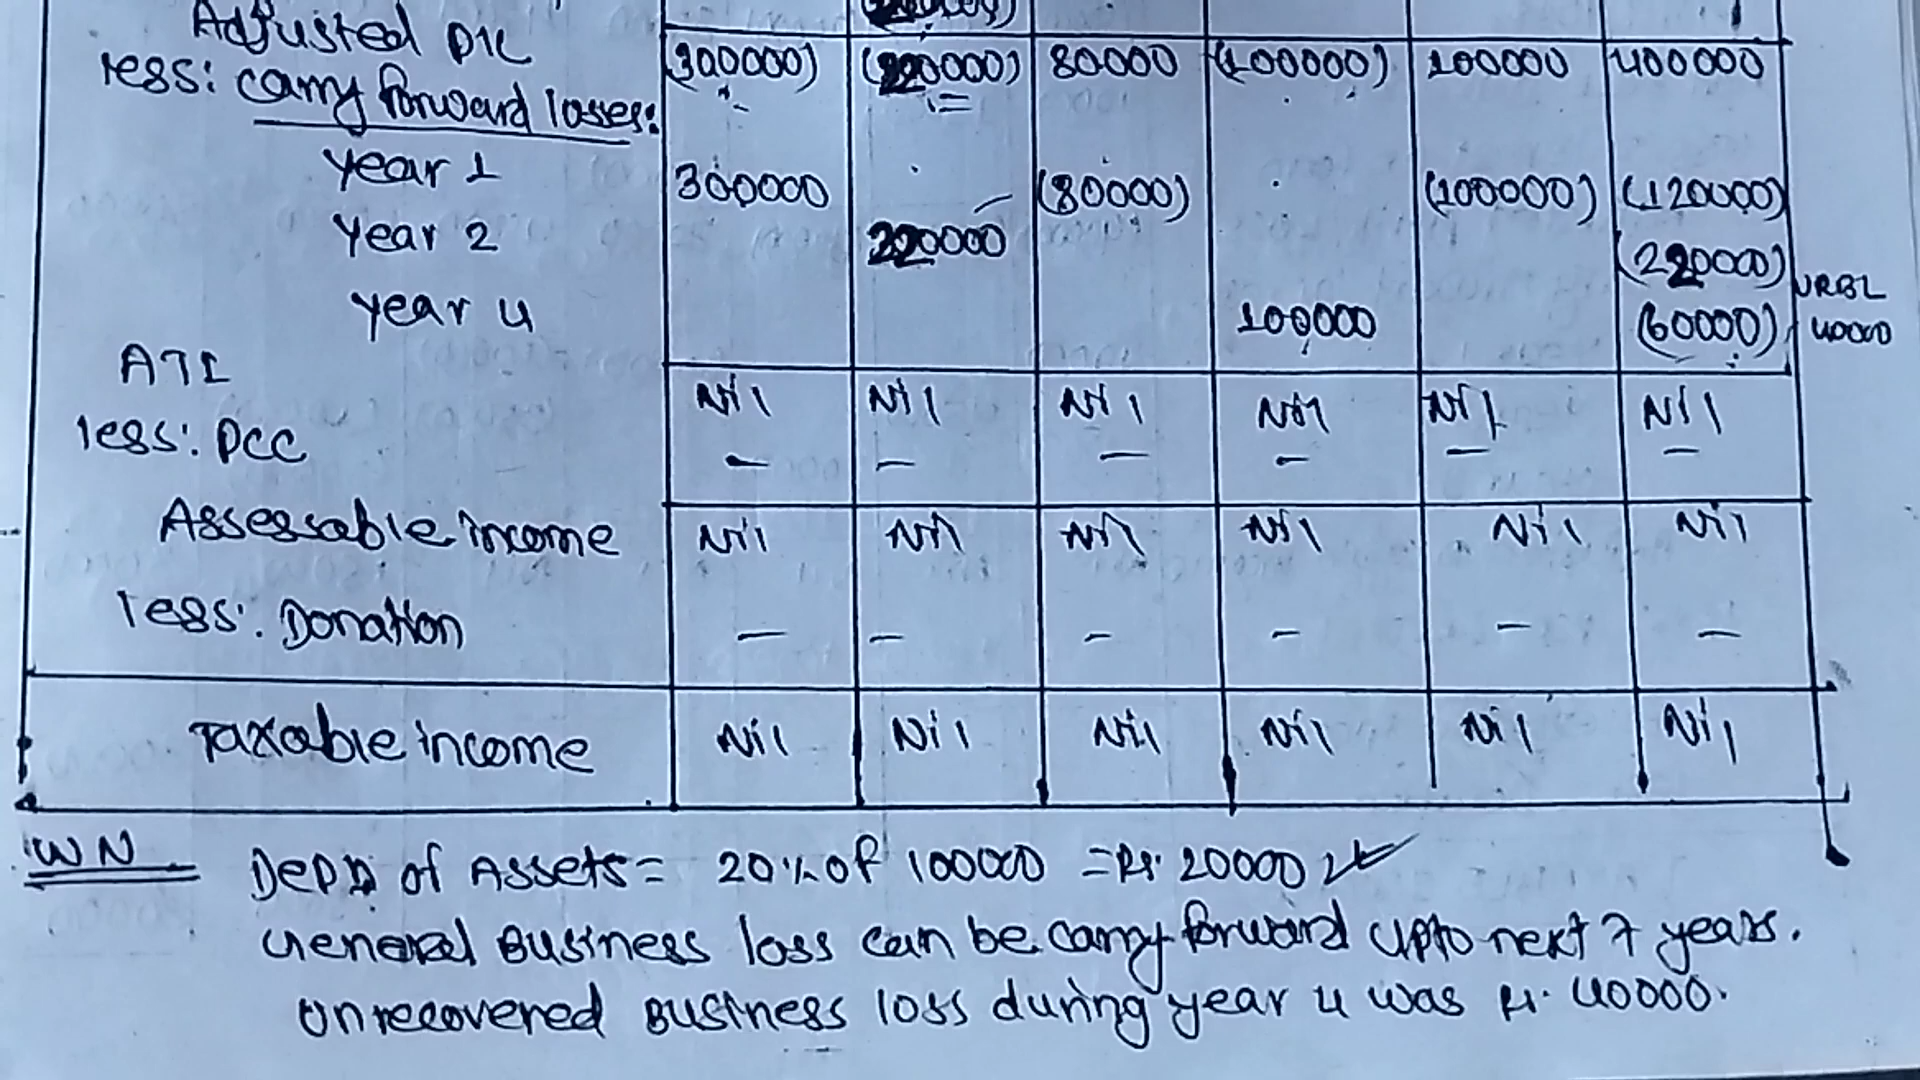 Adjusted P/L (300000) (220000) 80000 (100000) 100000 400000
less: Carry forward losses:
Year 1 300000 (80000) (100000) (120000)
Year 2 220000 (220000)
Year 4 100000 (60000) URBL 40000
ATI Nil Nil Nil Nil Nil Nil
less: PCC — — — — — —
Assessable income Nil Nil Nil Nil Nil Nil
less: Donation — — — — — —
Taxable income Nil Nil Nil Nil Nil Nil
WN Depn of Assets = 20% of 100000 = Rs. 20000
General Business loss can be carry forward upto next 7 years.
Unrecovered Business loss during year 4 was Rs. 40000.